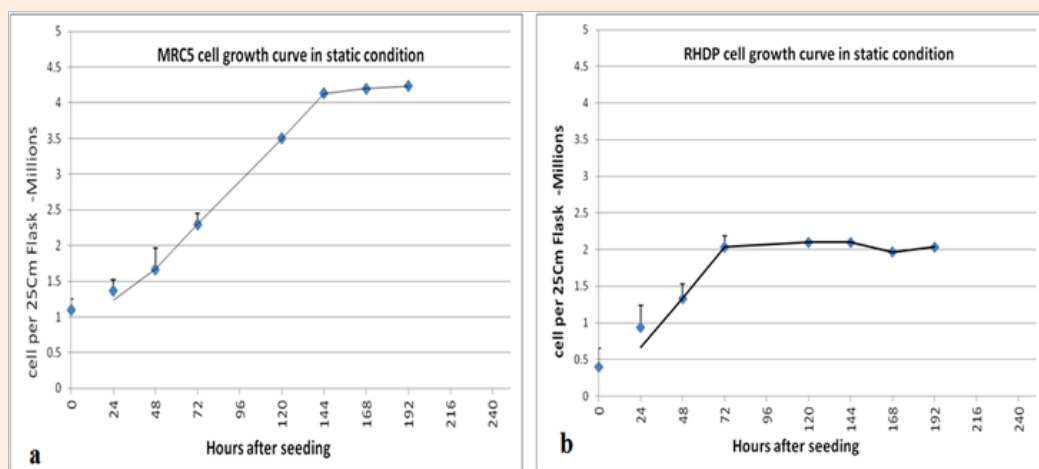 MRC5 cell growth curve in static condition
cell per 25Cm Flask -Millions
5
4.5
4
3.5
3
2.5
2
1.5
1
0.5
0
0 24 48 72 96 120 144 168 192 216 240
Hours after seeding
a
RHDP cell growth curve in static condition
cell per 25Cm Flask -Millions
5
4.5
4
3.5
3
2.5
2
1.5
1
0.5
0
0 24 48 72 96 120 144 168 192 216 240
Hours after seeding
b